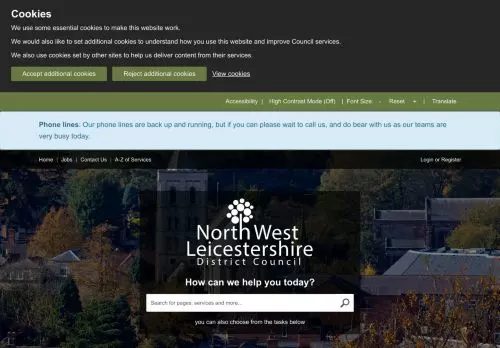 Cookies
We use some essential cookies to make this website work.
We would also like to set additional cookies to understand how you use this website and improve Council services.
We also use cookies set by other sites to help us deliver content from their services.
Accept additional cookies Reject additional cookies View cookies
Accessibility | High Contrast Mode (Off) | Font Size: - Reset + | Translate
Phone lines: Our phone lines are back up and running, but if you can please wait to call us, and do bear with us as our teams are
very busy today.
Home | Jobs | Contact Us | A-Z of Services Login or Register
North West
Leicestershire
District Council
How can we help you today?
Search for pages, services and more...
you can also choose from the tasks below